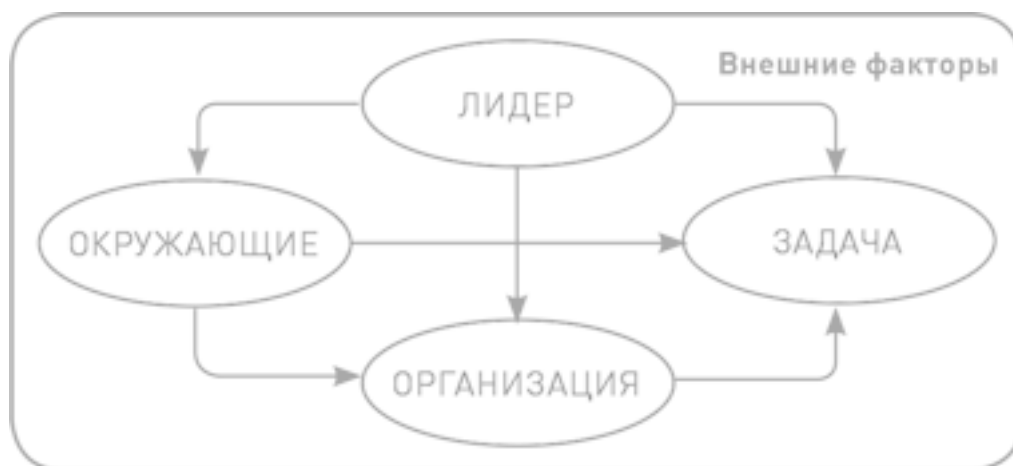 Внешние факторы
ЛИДЕР
ОКРУЖАЮЩИЕ
ЗАДАЧА
ОРГАНИЗАЦИЯ